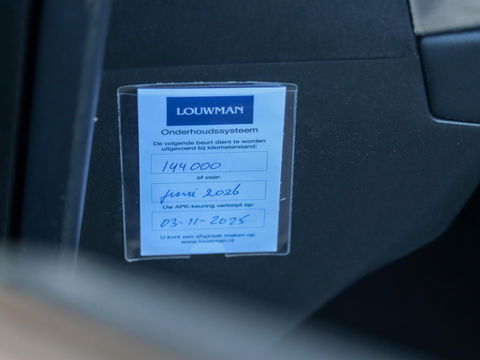 LOUWMAN
Onderhoudssysteem
De volgende beurt dient te worden
uitgevoerd bij kilometerstand:
144000
of voor:
juni 2026
Uw APK-keuring verloopt op:
03-11-2025
U kunt een afspraak maken op
www.louwman.nl